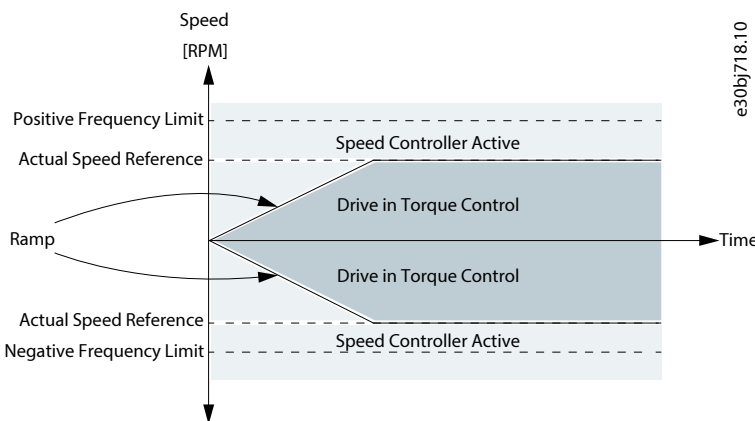 Speed
[RPM]
e30bj718.10
Positive Frequency Limit
Speed Controller Active
Actual Speed Reference
Drive in Torque Control
Ramp
Time
Drive in Torque Control
Actual Speed Reference
Speed Controller Active
Negative Frequency Limit